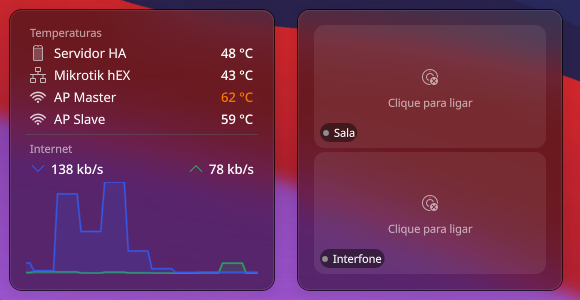 Temperaturas
Servidor HA 48 °C
Mikrotik hEX 43 °C
AP Master 62 °C
AP Slave 59 °C
Internet
138 kb/s 78 kb/s
Clique para ligar
Sala
Clique para ligar
Interfone